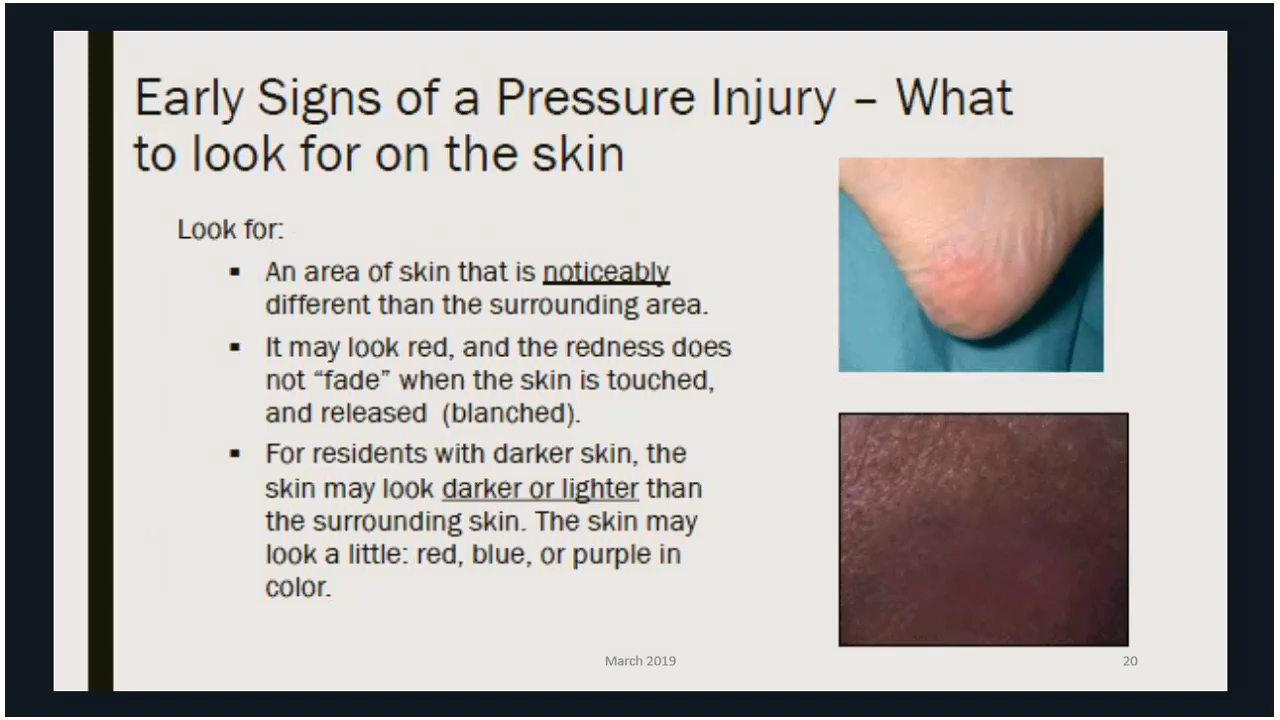 Early Signs of a Pressure Injury – What
to look for on the skin
Look for:
▪ An area of skin that is noticeably
different than the surrounding area.
▪ It may look red, and the redness does
not “fade” when the skin is touched,
and released (blanched).
▪ For residents with darker skin, the
skin may look darker or lighter than
the surrounding skin. The skin may
look a little: red, blue, or purple in
color.
March 2019
20